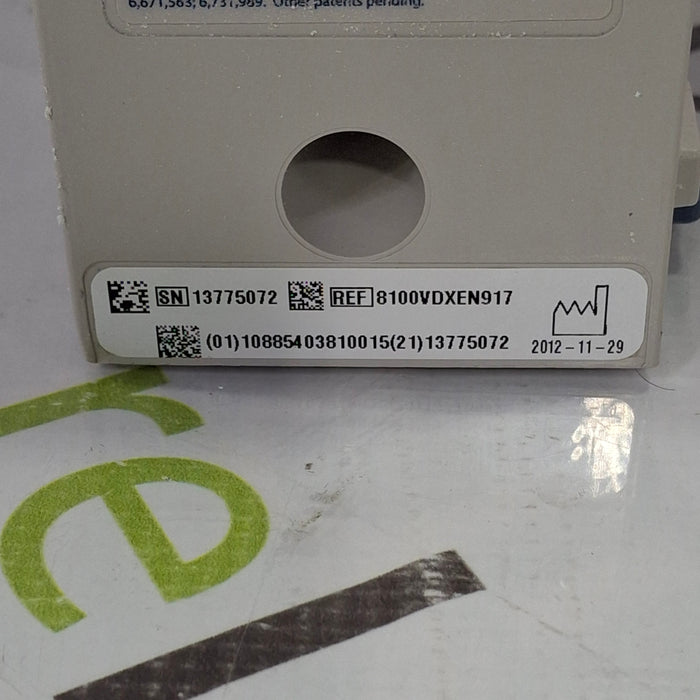 6,671,563; 6,731,989. Other patents pending.
SN 13775072 REF 8100VDXEN917
(01)10885403810015(21)13775072
2012-11-29
re